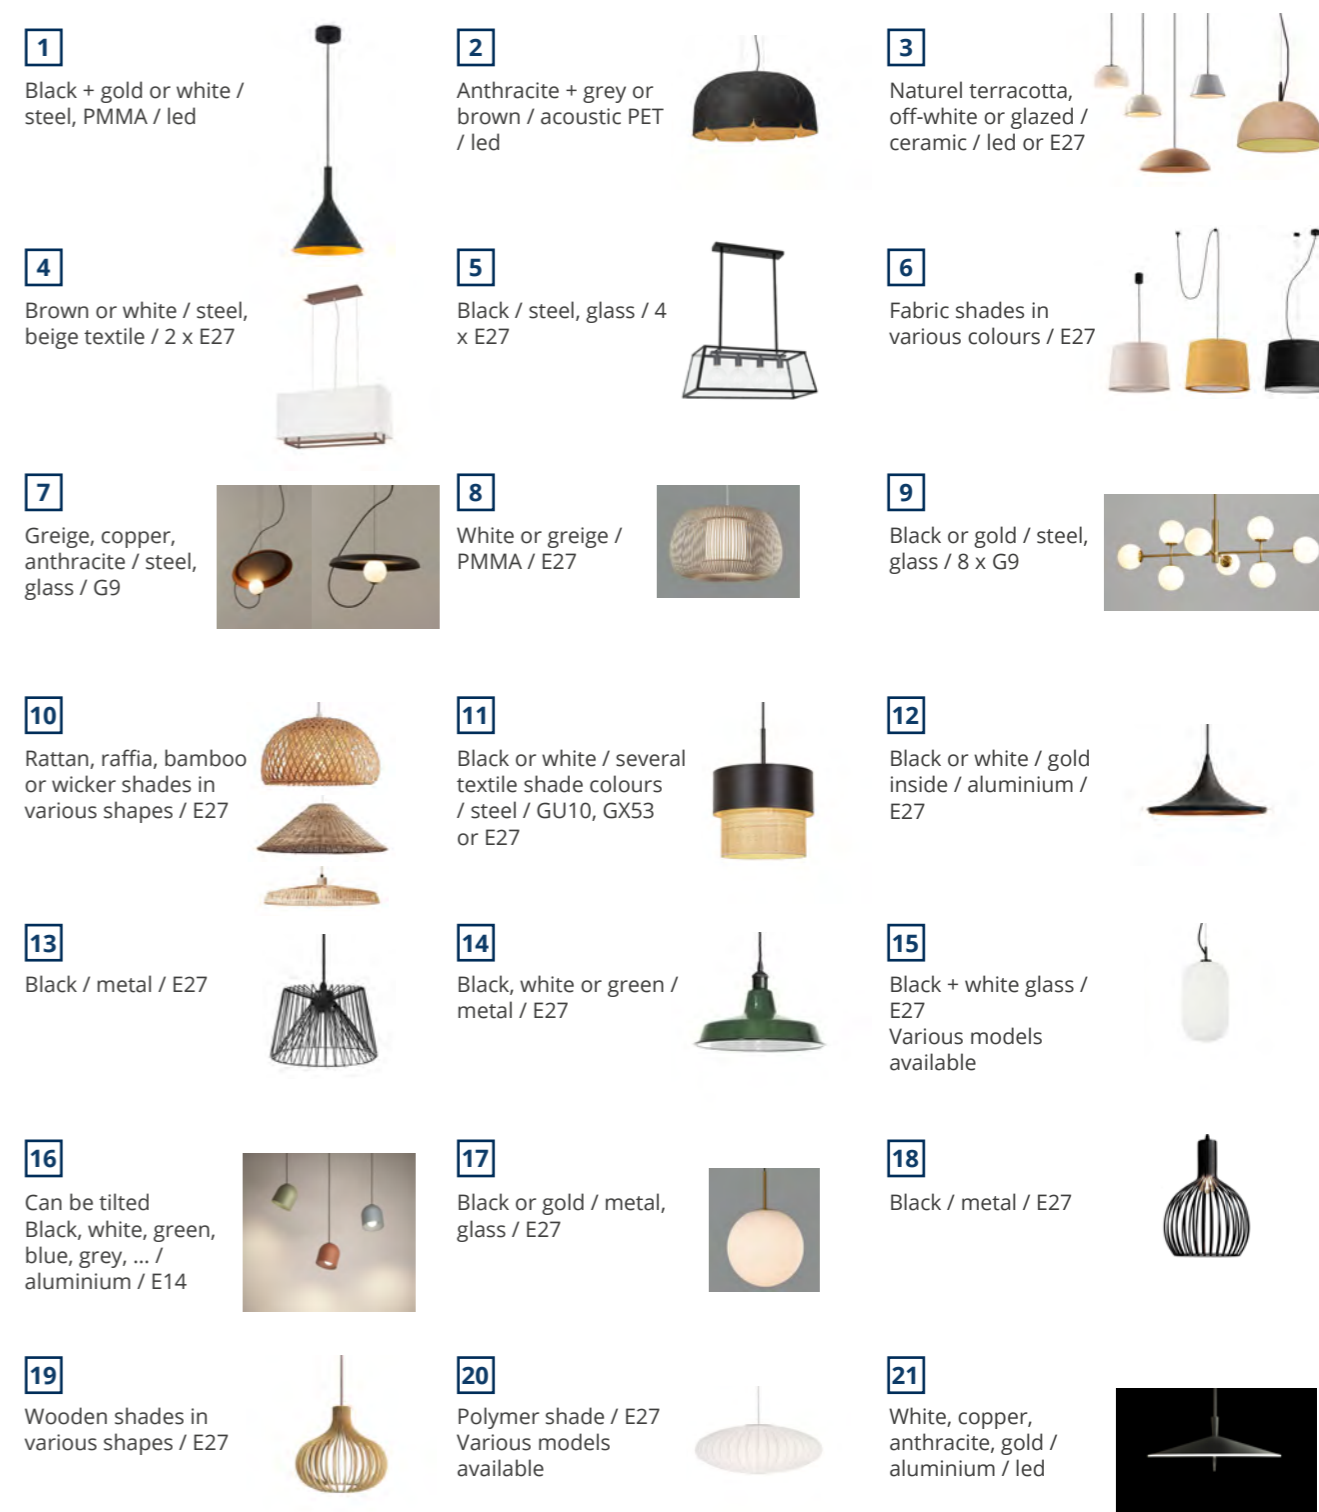 1
Black + gold or white /
steel, PMMA / led
2
Anthracite + grey or
brown / acoustic PET
/ led
3
Naturel terracotta,
off-white or glazed /
ceramic / led or E27
4
Brown or white / steel,
beige textile / 2 x E27
5
Black / steel, glass / 4
x E27
6
Fabric shades in
various colours / E27
7
Greige, copper,
anthracite / steel,
glass / G9
8
White or greige /
PMMA / E27
9
Black or gold / steel,
glass / 8 x G9
10
Rattan, raffia, bamboo
or wicker shades in
various shapes / E27
11
Black or white / several
textile shade colours
/ steel / GU10, GX53
or E27
12
Black or white / gold
inside / aluminium /
E27
13
Black / metal / E27
14
Black, white or green /
metal / E27
15
Black + white glass /
E27
Various models
available
16
Can be tilted
Black, white, green,
blue, grey, ... /
aluminium / E14
17
Black or gold / metal,
glass / E27
18
Black / metal / E27
19
Wooden shades in
various shapes / E27
20
Polymer shade / E27
Various models
available
21
White, copper,
anthracite, gold /
aluminium / led